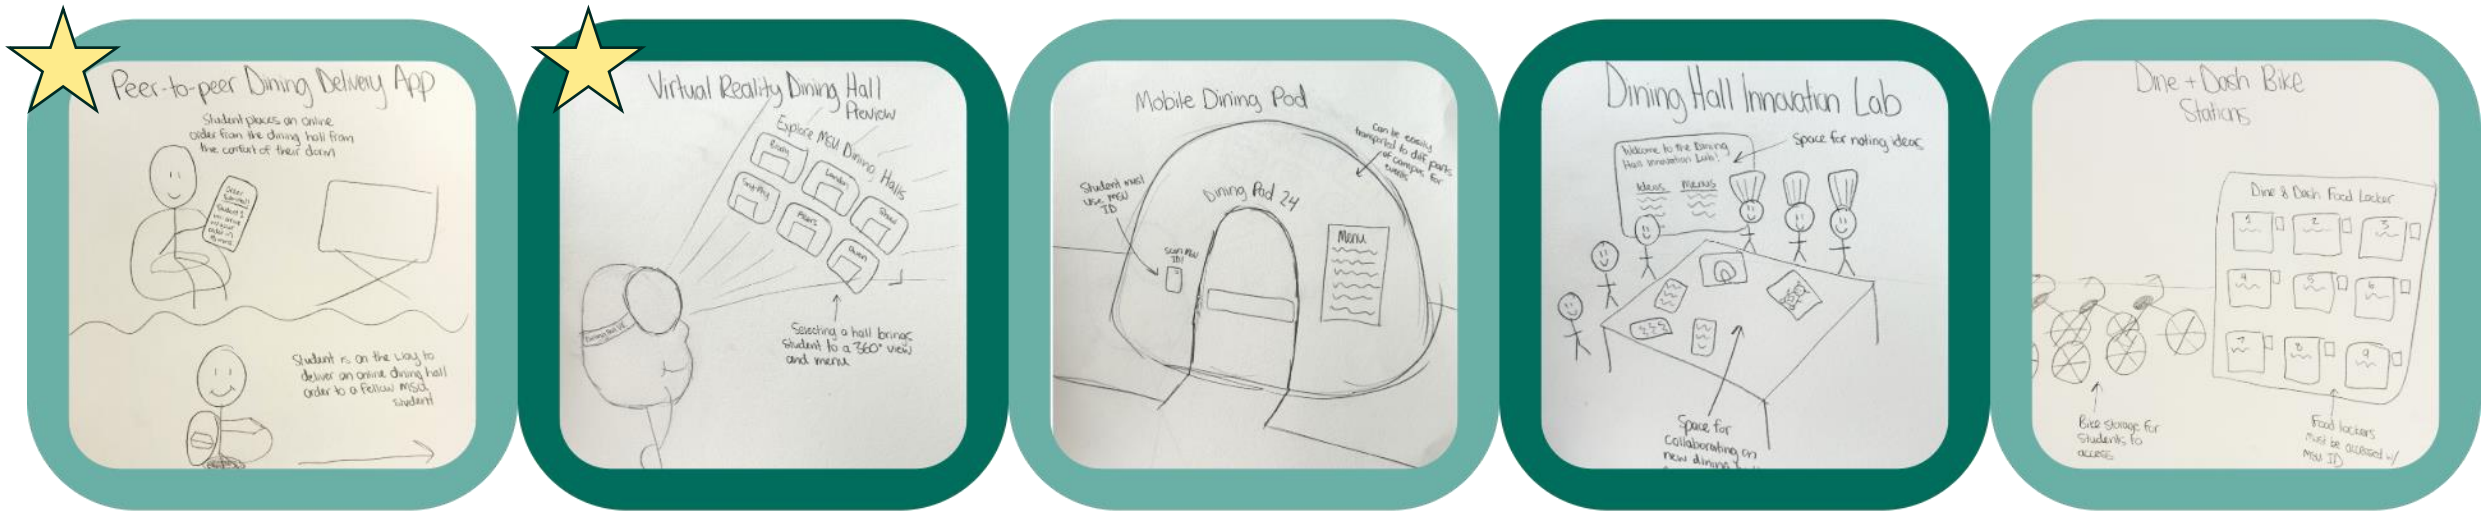 Peer-to-peer Dining Delivery App
Student places an online
order from the dining hall from
the comfort of their dorm
Order
Student is on the way to
deliver an online dining hall
order to a fellow MSU
student
Virtual Reality Dining Hall
Preview
Explore MSU Dining Halls
Brody
Landon
Shaw
Snyphi
Akers
Owen
Selecting a hall brings
student to a 360° view
and menu
Mobile Dining Pod
Can be easily
transported to diff parts
of campus for
Student must
use MSU
ID
Dining Pod 24
Scan MSU
ID!
Menu
Dining Hall Innovation Lab
Space for noting ideas
Welcome to the Dining
Hall Innovation Lab!
Ideas Menus
Space for
collaborating on
new dining
Dine + Dash Bike
Stations
Dine & Dash Food Locker
1 2 3
4 5 6
7 8 9
Bike storage for
students to
access
Food lockers
must be accessed w/
MSU ID